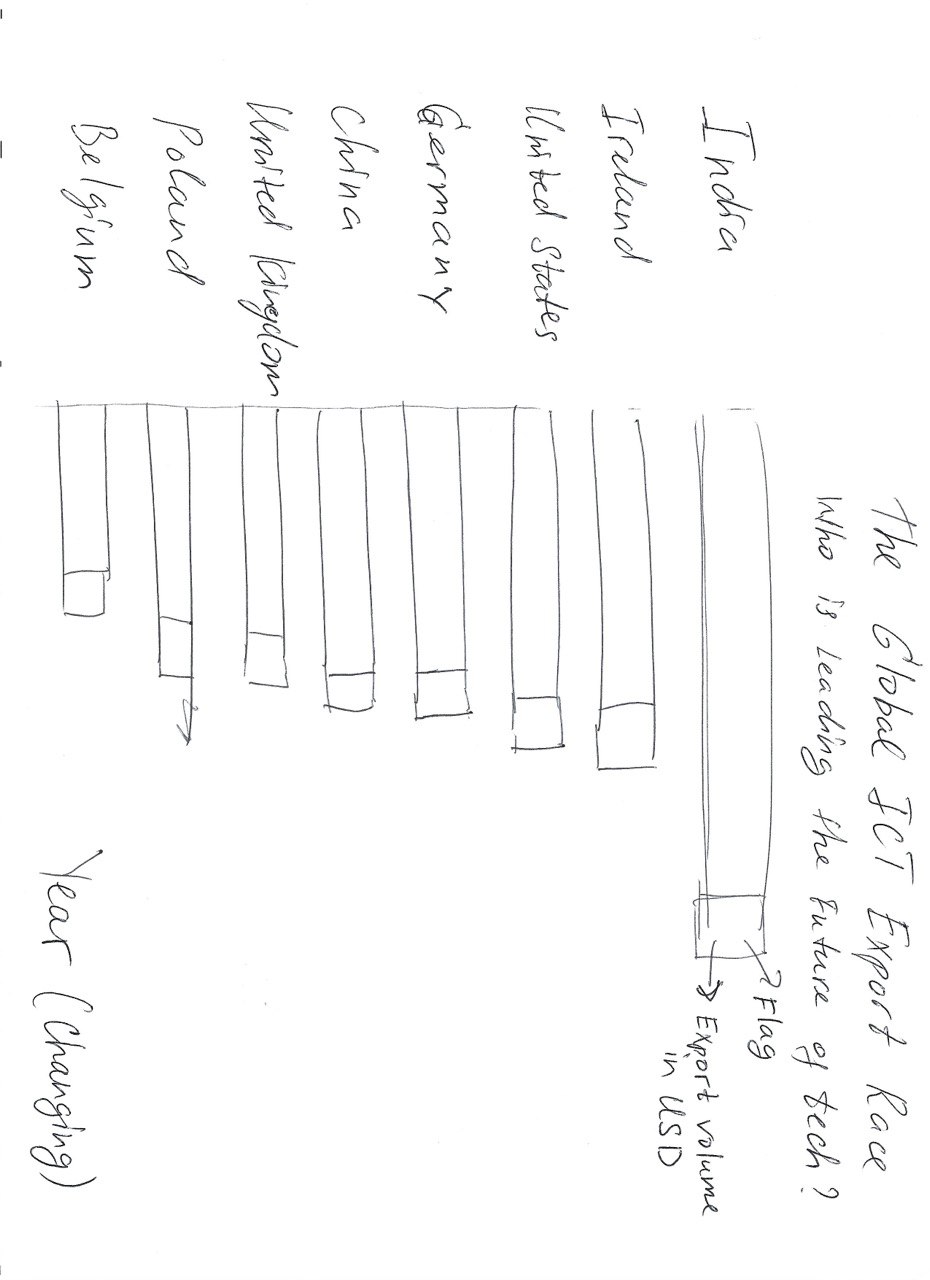 The Global ICT Export Race
Who is Leading the Future of tech?
India
Flag
Export volume
in USD
Ireland
United States
Germany
China
United Kingdom
Poland
Belgium
Year (Changing)